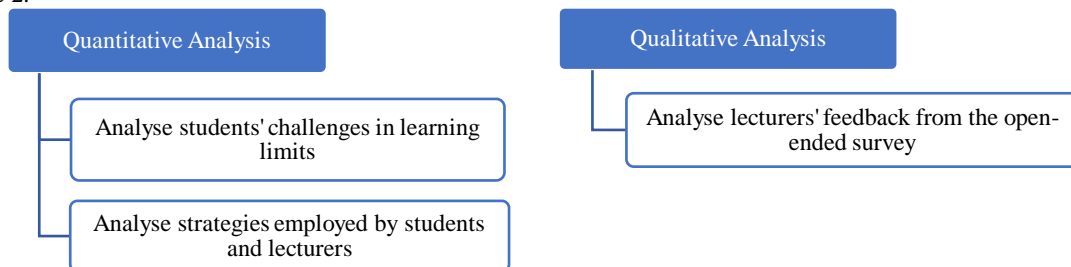 Quantitative Analysis
Analyse students' challenges in learning
limits
Analyse strategies employed by students
and lecturers
Qualitative Analysis
Analyse lecturers' feedback from the open-
ended survey